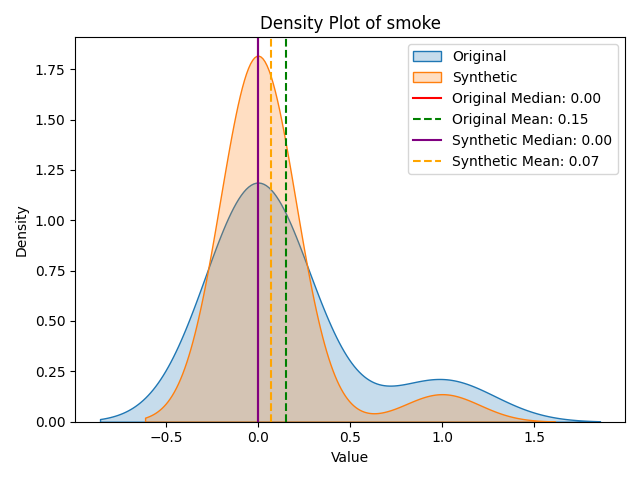 Density Plot of smoke
Original
Synthetic
Original Median: 0.00
Original Mean: 0.15
Synthetic Median: 0.00
Synthetic Mean: 0.07
Density
1.75
1.50
1.25
1.00
0.75
0.50
0.25
0.00
−0.5
0.0
0.5
1.0
1.5
Value